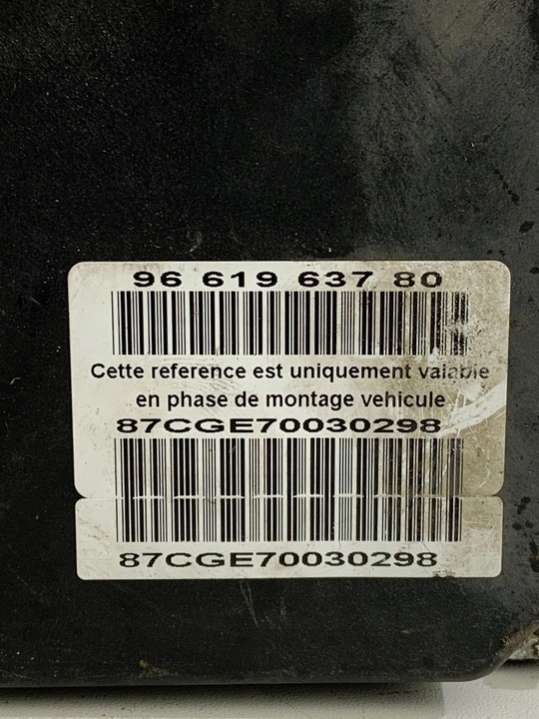 96 619 637 80
Cette reference est uniquement valable
en phase de montage vehicule
87CGE70030298
87CGE70030298